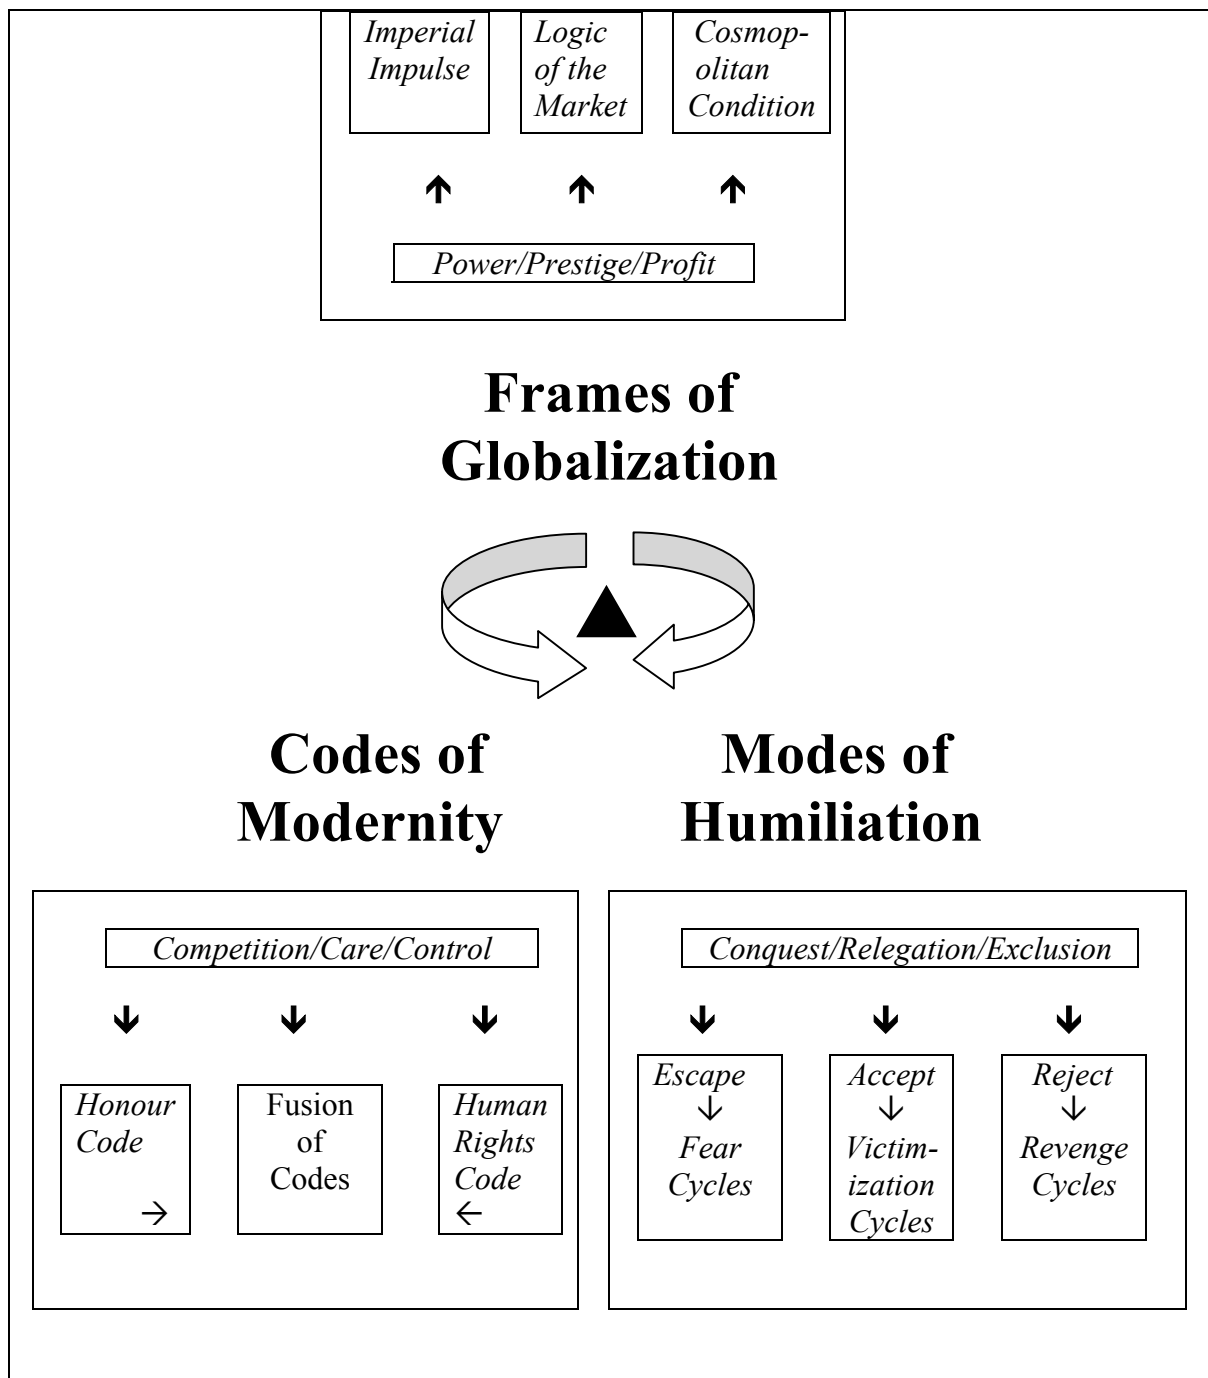 Imperial
Impulse
Logic
of the
Market
Cosmop-
olitan
Condition
Power/Prestige/Profit
Frames of
Globalization
Codes of
Modernity
Modes of
Humiliation
Competition/Care/Control
Honour
Code
→
Fusion
of
Codes
Human
Rights
Code
←
Conquest/Relegation/Exclusion
Escape
↓
Fear
Cycles
Accept
↓
Victim-
ization
Cycles
Reject
↓
Revenge
Cycles